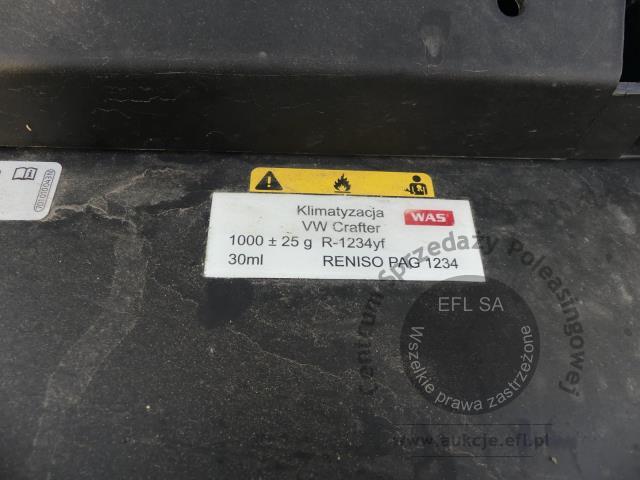 Klimatyzacja
WAS
VW Crafter
1000 ± 25 g R-1234yf
30ml RENISO PAG 1234
Centrum Sprzedaży Poleasingowej
EFL SA
Wszelkie prawa zastrzeżone
www.aukcje.efl.pl